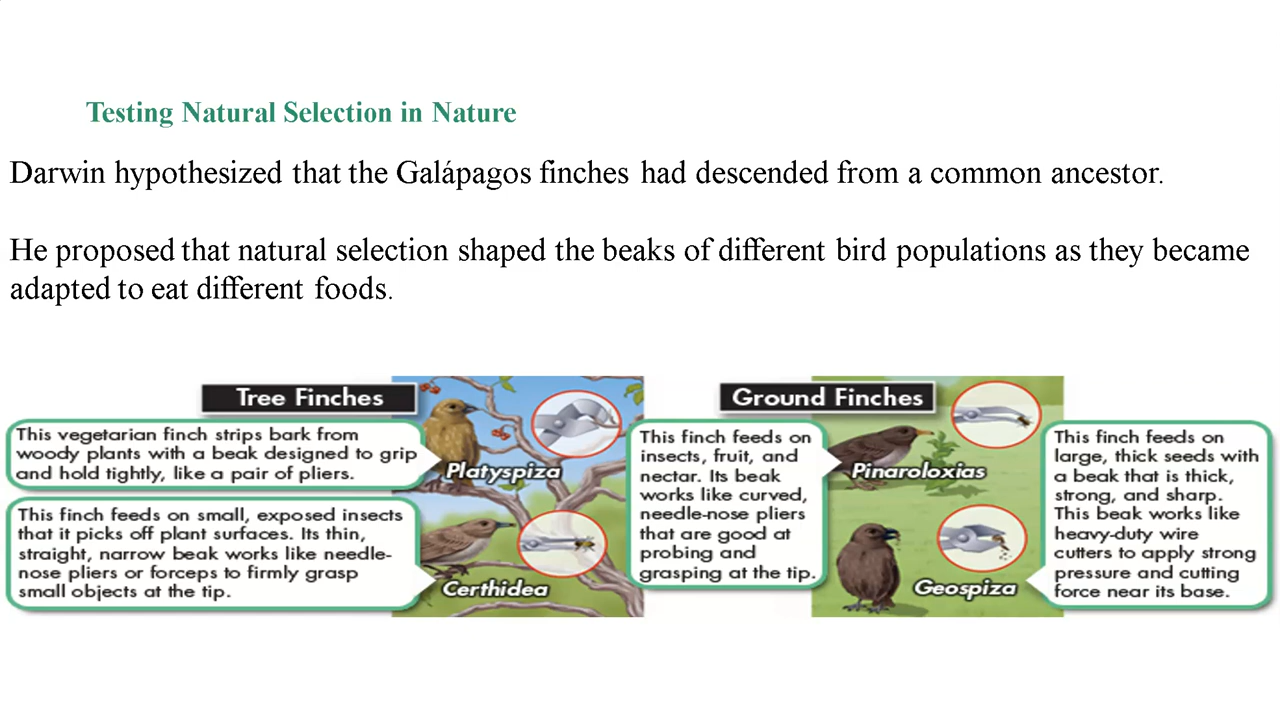 Testing Natural Selection in Nature
Darwin hypothesized that the Galápagos finches had descended from a common ancestor.
He proposed that natural selection shaped the beaks of different bird populations as they became
adapted to eat different foods.
Tree Finches
This vegetarian finch strips bark from
woody plants with a beak designed to grip
and hold tightly, like a pair of pliers.
Platyspiza
This finch feeds on small, exposed insects
that it picks off plant surfaces. Its thin,
straight, narrow beak works like needle-
nose pliers or forceps to firmly grasp
small objects at the tip.
Certhidea
Ground Finches
This finch feeds on
insects, fruit, and
nectar. Its beak
works like curved,
needle-nose pliers
that are good at
probing and
grasping at the tip.
Pinaroloxias
This finch feeds on
large, thick seeds with
a beak that is thick,
strong, and sharp.
This beak works like
heavy-duty wire
cutters to apply strong
pressure and cutting
force near its base.
Geospiza